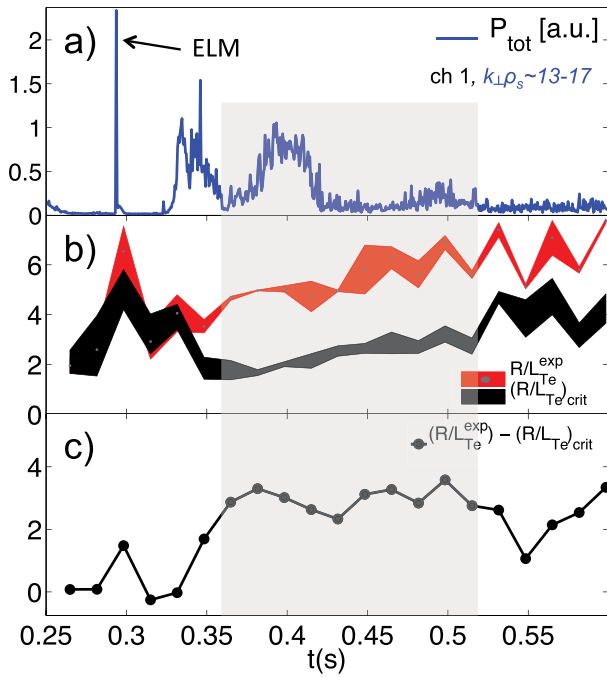 a)
ELM
P_tot [a.u.]
ch 1, k_⊥ρ_s~13-17
2
1.5
1
0.5
0
b)
6
4
2
0
R/L_Te^exp
(R/L_Te)_crit
c)
(R/L_Te^exp) − (R/L_Te)_crit
4
2
0
0.25 0.3 0.35 0.4 0.45 0.5 0.55
t(s)